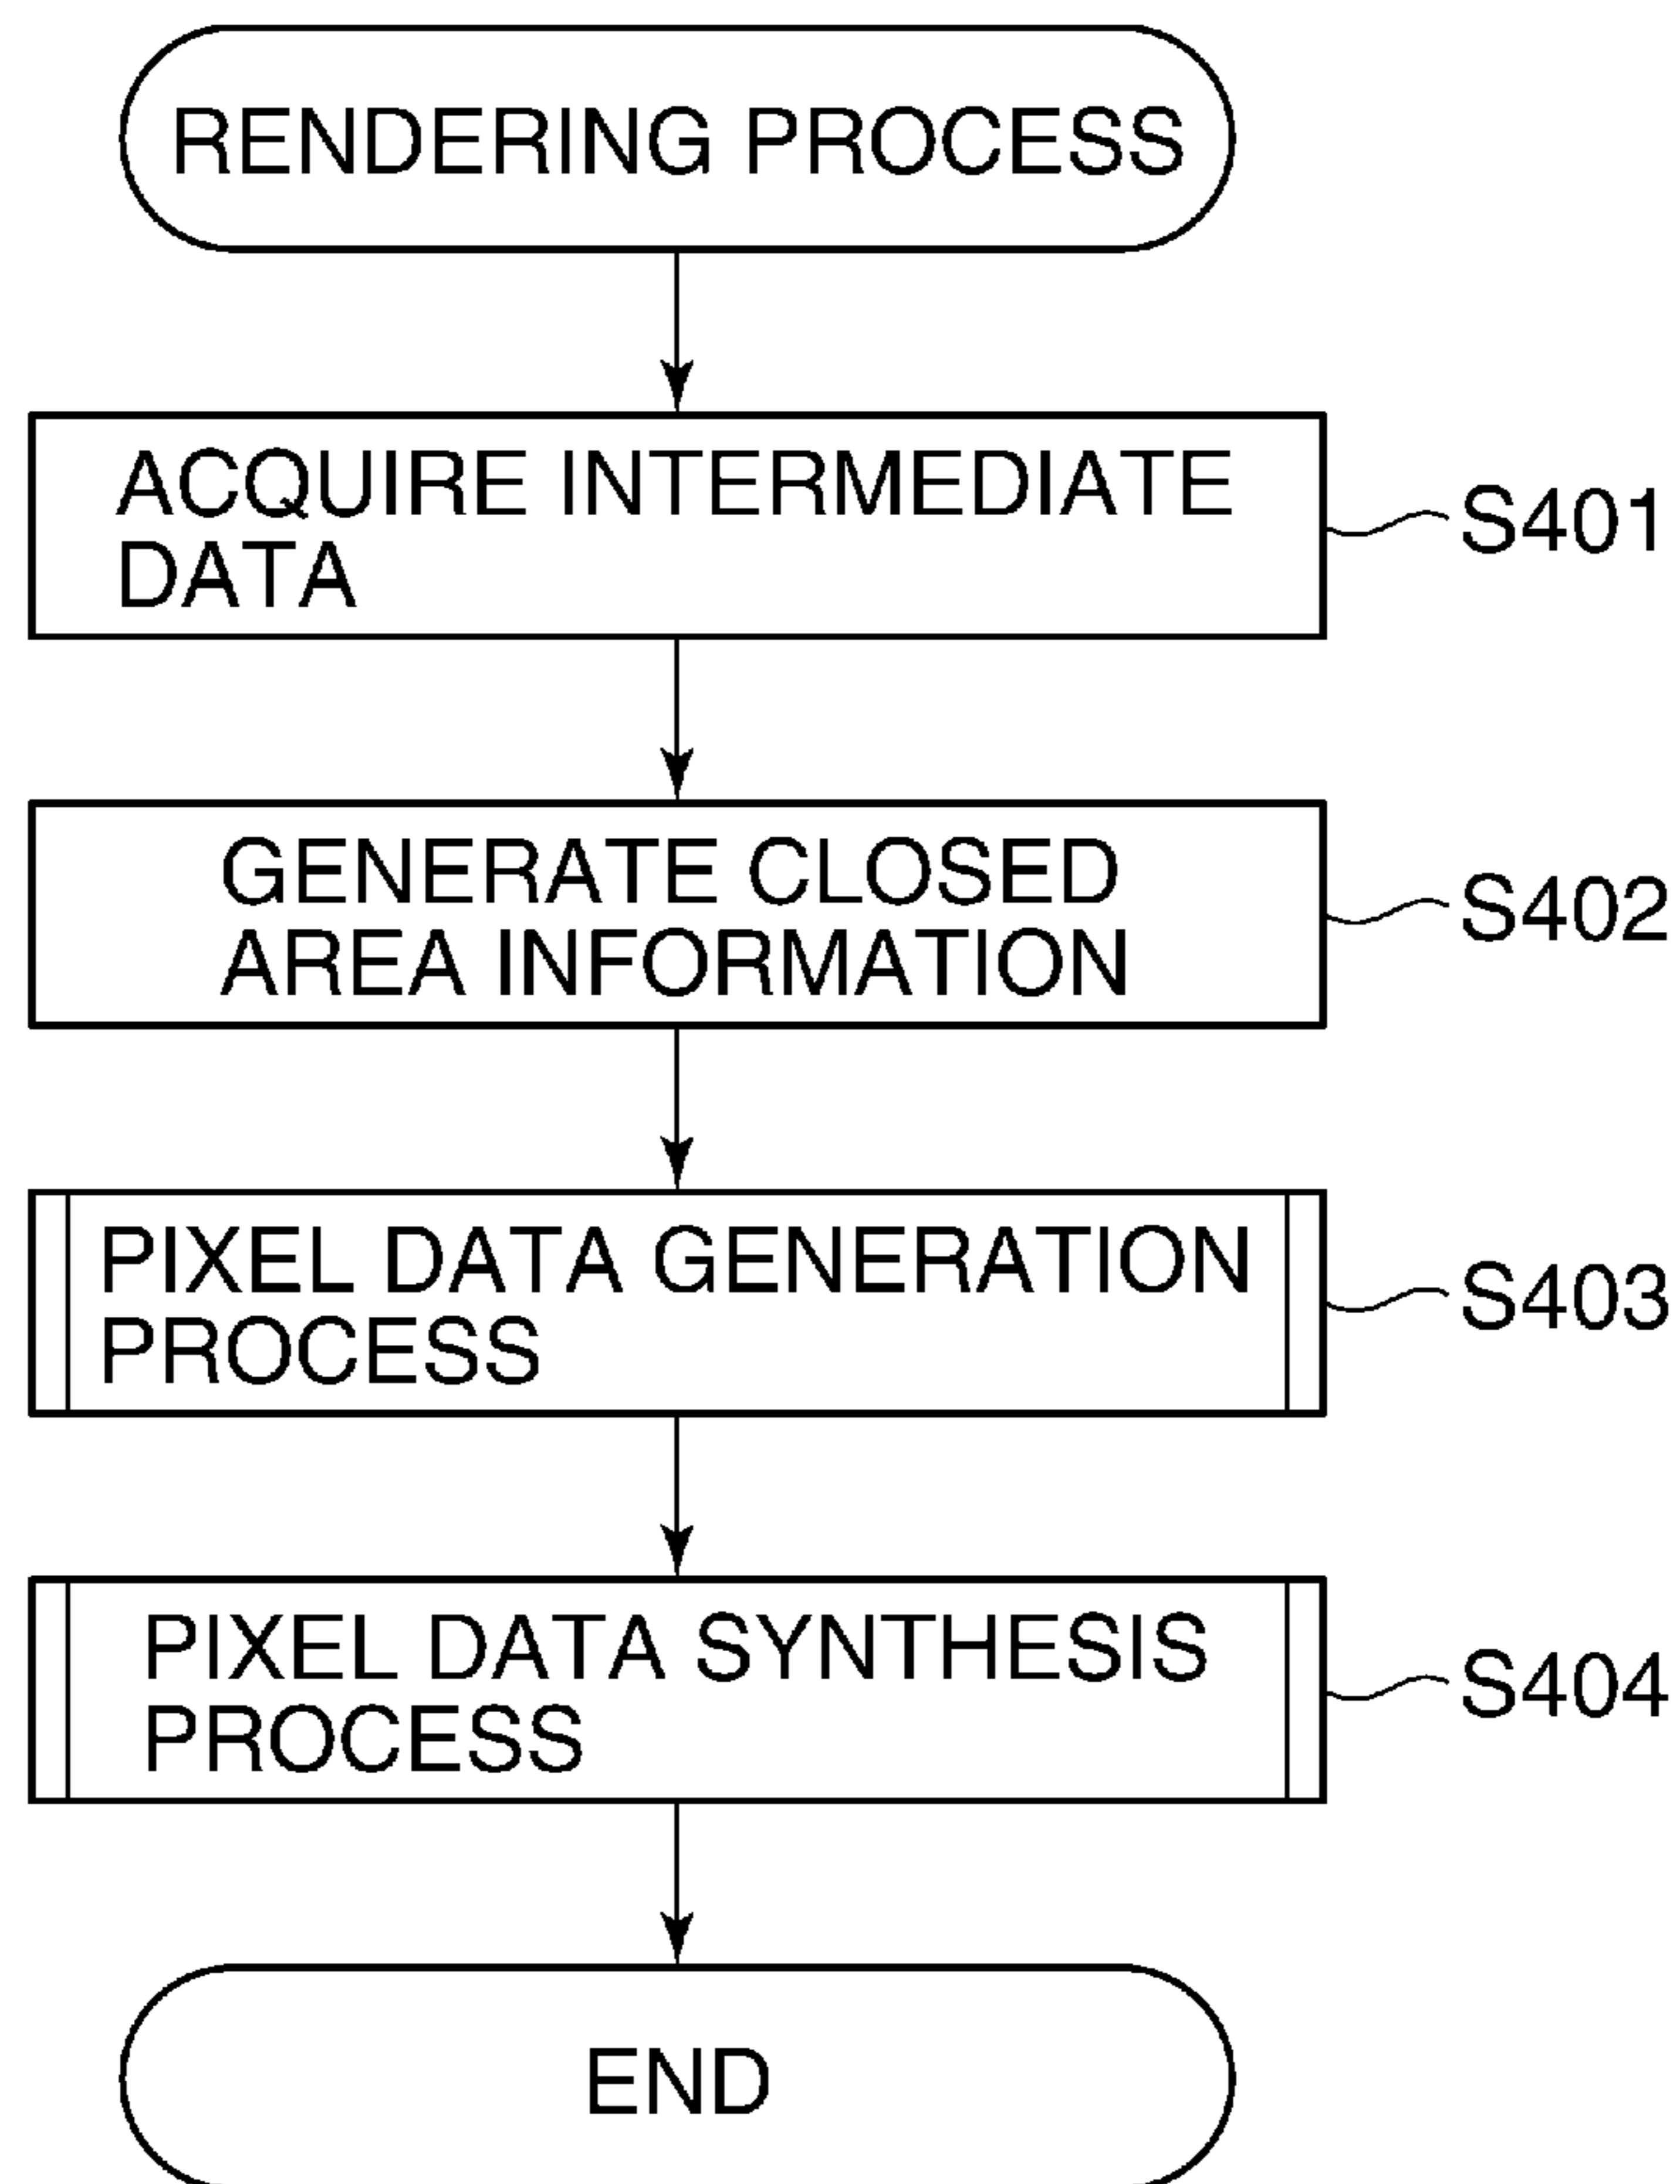 RENDERING PROCESS
ACQUIRE INTERMEDIATE
DATA
S401
GENERATE CLOSED
AREA INFORMATION
S402
PIXEL DATA GENERATION
PROCESS
S403
PIXEL DATA SYNTHESIS
PROCESS
S404
END